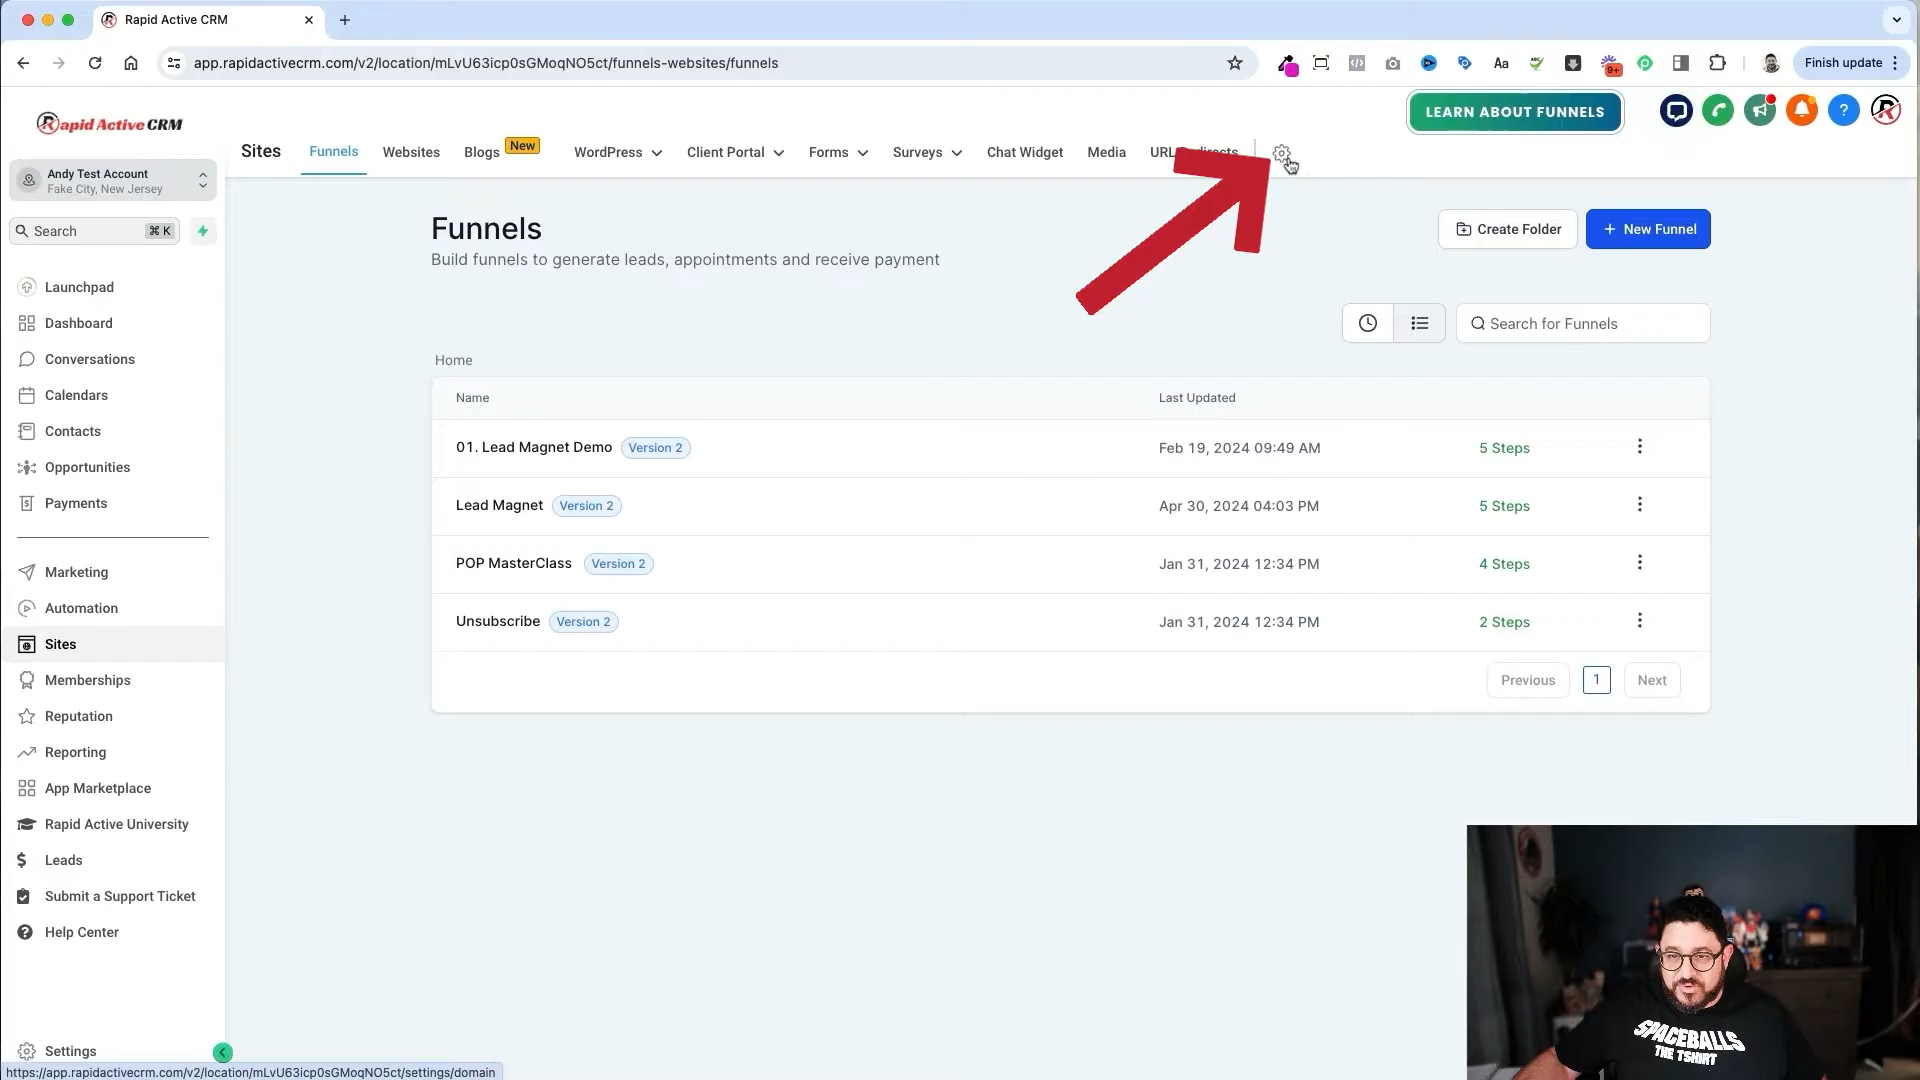 Rapid Active CRM
app.rapidactivecrm.com/v2/location/mLvU63icp0sGMoqNO5ct/funnels-websites/funnels
Aa
9+
Finish update
Rapid Active CRM
LEARN ABOUT FUNNELS
?
Sites
Funnels
Websites
Blogs
New
WordPress
Client Portal
Forms
Surveys
Chat Widget
Media
Andy Test Account
Fake City, New Jersey
Search
⌘ K
Launchpad
Dashboard
Conversations
Calendars
Contacts
Opportunities
Payments
Marketing
Automation
Sites
Memberships
Reputation
Reporting
App Marketplace
Rapid Active University
Leads
Submit a Support Ticket
Help Center
Settings
Funnels
Build funnels to generate leads, appointments and receive payment
Create Folder
+ New Funnel
Search for Funnels
Home
Name
Last Updated
01. Lead Magnet Demo Version 2 Feb 19, 2024 09:49 AM 5 Steps
Lead Magnet Version 2 Apr 30, 2024 04:03 PM 5 Steps
POP MasterClass Version 2 Jan 31, 2024 12:34 PM 4 Steps
Unsubscribe Version 2 Jan 31, 2024 12:34 PM 2 Steps
Previous 1 Next
SPACEBALLS
THE TSHIRT
https://app.rapidactivecrm.com/v2/location/mLvU63icp0sGMoqNO5ct/settings/domain